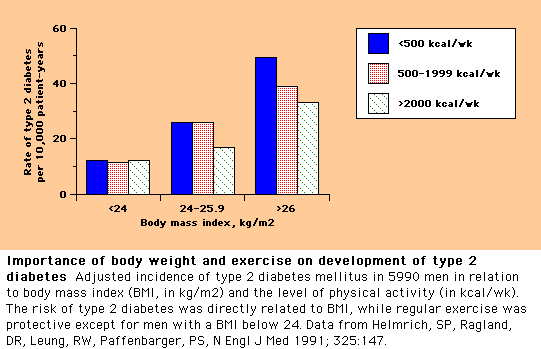 Rate of type 2 diabetes
per 10,000 patient-years
60
40
20
0
<24
24-25.9
>26
Body mass index, kg/m2
<500 kcal/wk
500-1999 kcal/wk
>2000 kcal/wk
Importance of body weight and exercise on development of type 2
diabetes Adjusted incidence of type 2 diabetes mellitus in 5990 men in relation
to body mass index (BMI, in kg/m2) and the level of physical activity (in kcal/wk).
The risk of type 2 diabetes was directly related to BMI, while regular exercise was
protective except for men with a BMI below 24. Data from Helmrich, SP, Ragland,
DR, Leung, RW, Paffenbarger, PS, N Engl J Med 1991; 325:147.